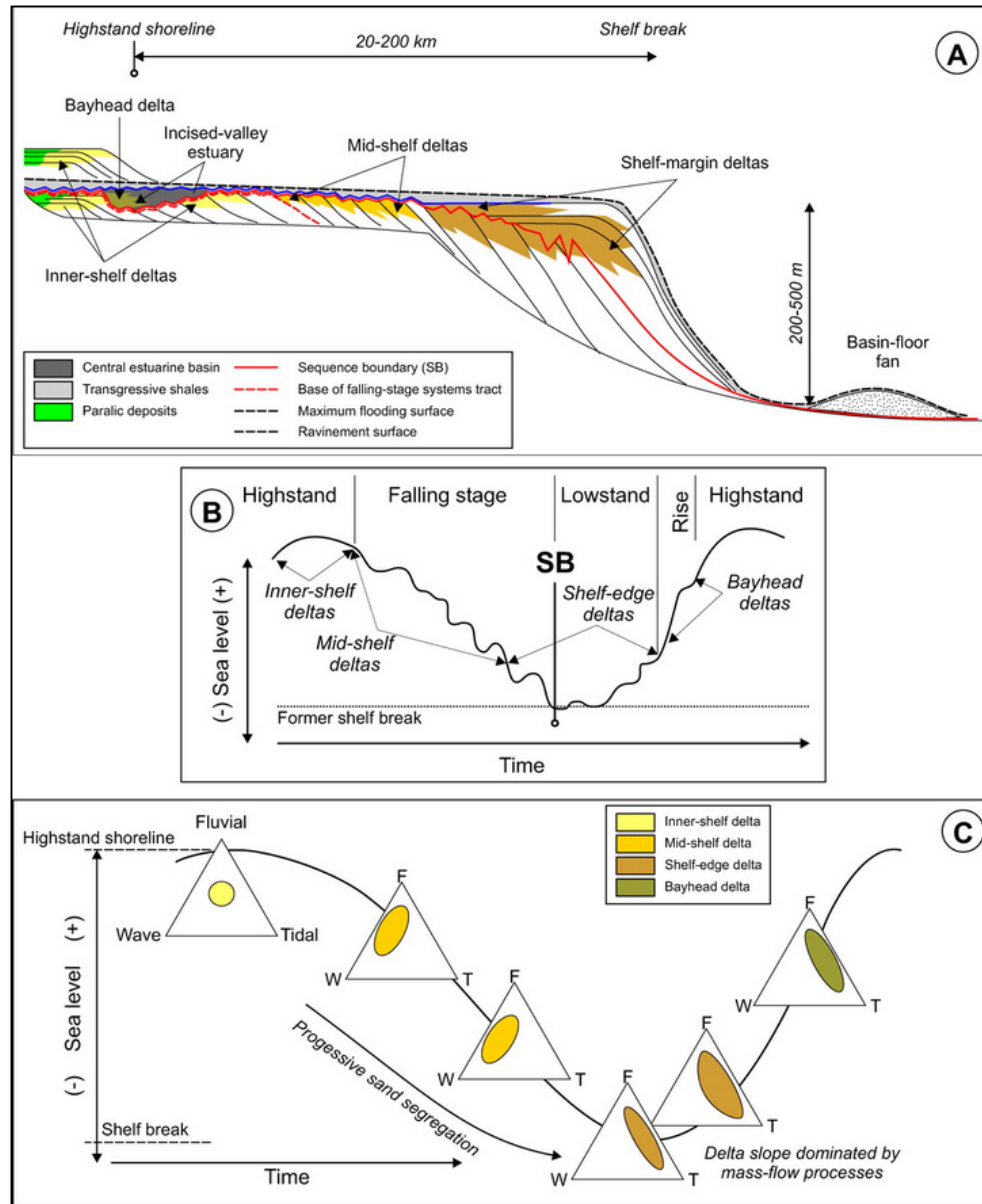 Highstand shoreline
20-200 km
Shelf break
A
Bayhead delta
Incised-valley
estuary
Mid-shelf deltas
Shelf-margin deltas
Inner-shelf deltas
200-500 m
Basin-floor
fan
Central estuarine basin
Transgressive shales
Paralic deposits
Sequence boundary (SB)
Base of falling-stage systems tract
Maximum flooding surface
Ravinement surface
B
Highstand
Falling stage
Lowstand
Rise
Highstand
SB
(-) Sea level (+)
Inner-shelf
deltas
Mid-shelf
deltas
Shelf-edge
deltas
Bayhead
deltas
Former shelf break
Time
C
Highstand shoreline
Fluvial
Wave
Tidal
Inner-shelf delta
Mid-shelf delta
Shelf-edge delta
Bayhead delta
(-) Sea level (+)
F
W
T
F
W
T
F
W
T
F
T
F
W
T
Progessive sand segregation
Shelf break
Time
Delta slope dominated by
mass-flow processes